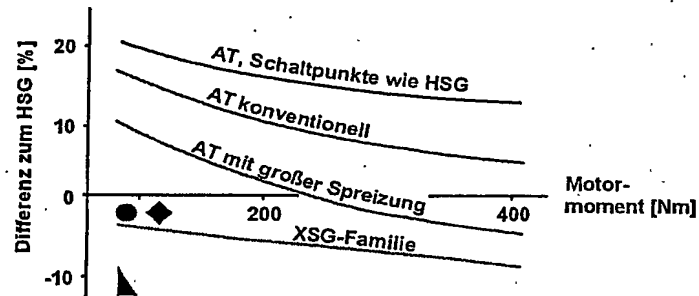 Differenz zum HSG [%]
20
10
0
-10
AT, Schaltpunkte wie HSG
AT konventionell
AT mit großer Spreizung
XSG-Familie
200
400
Motor-
moment [Nm]